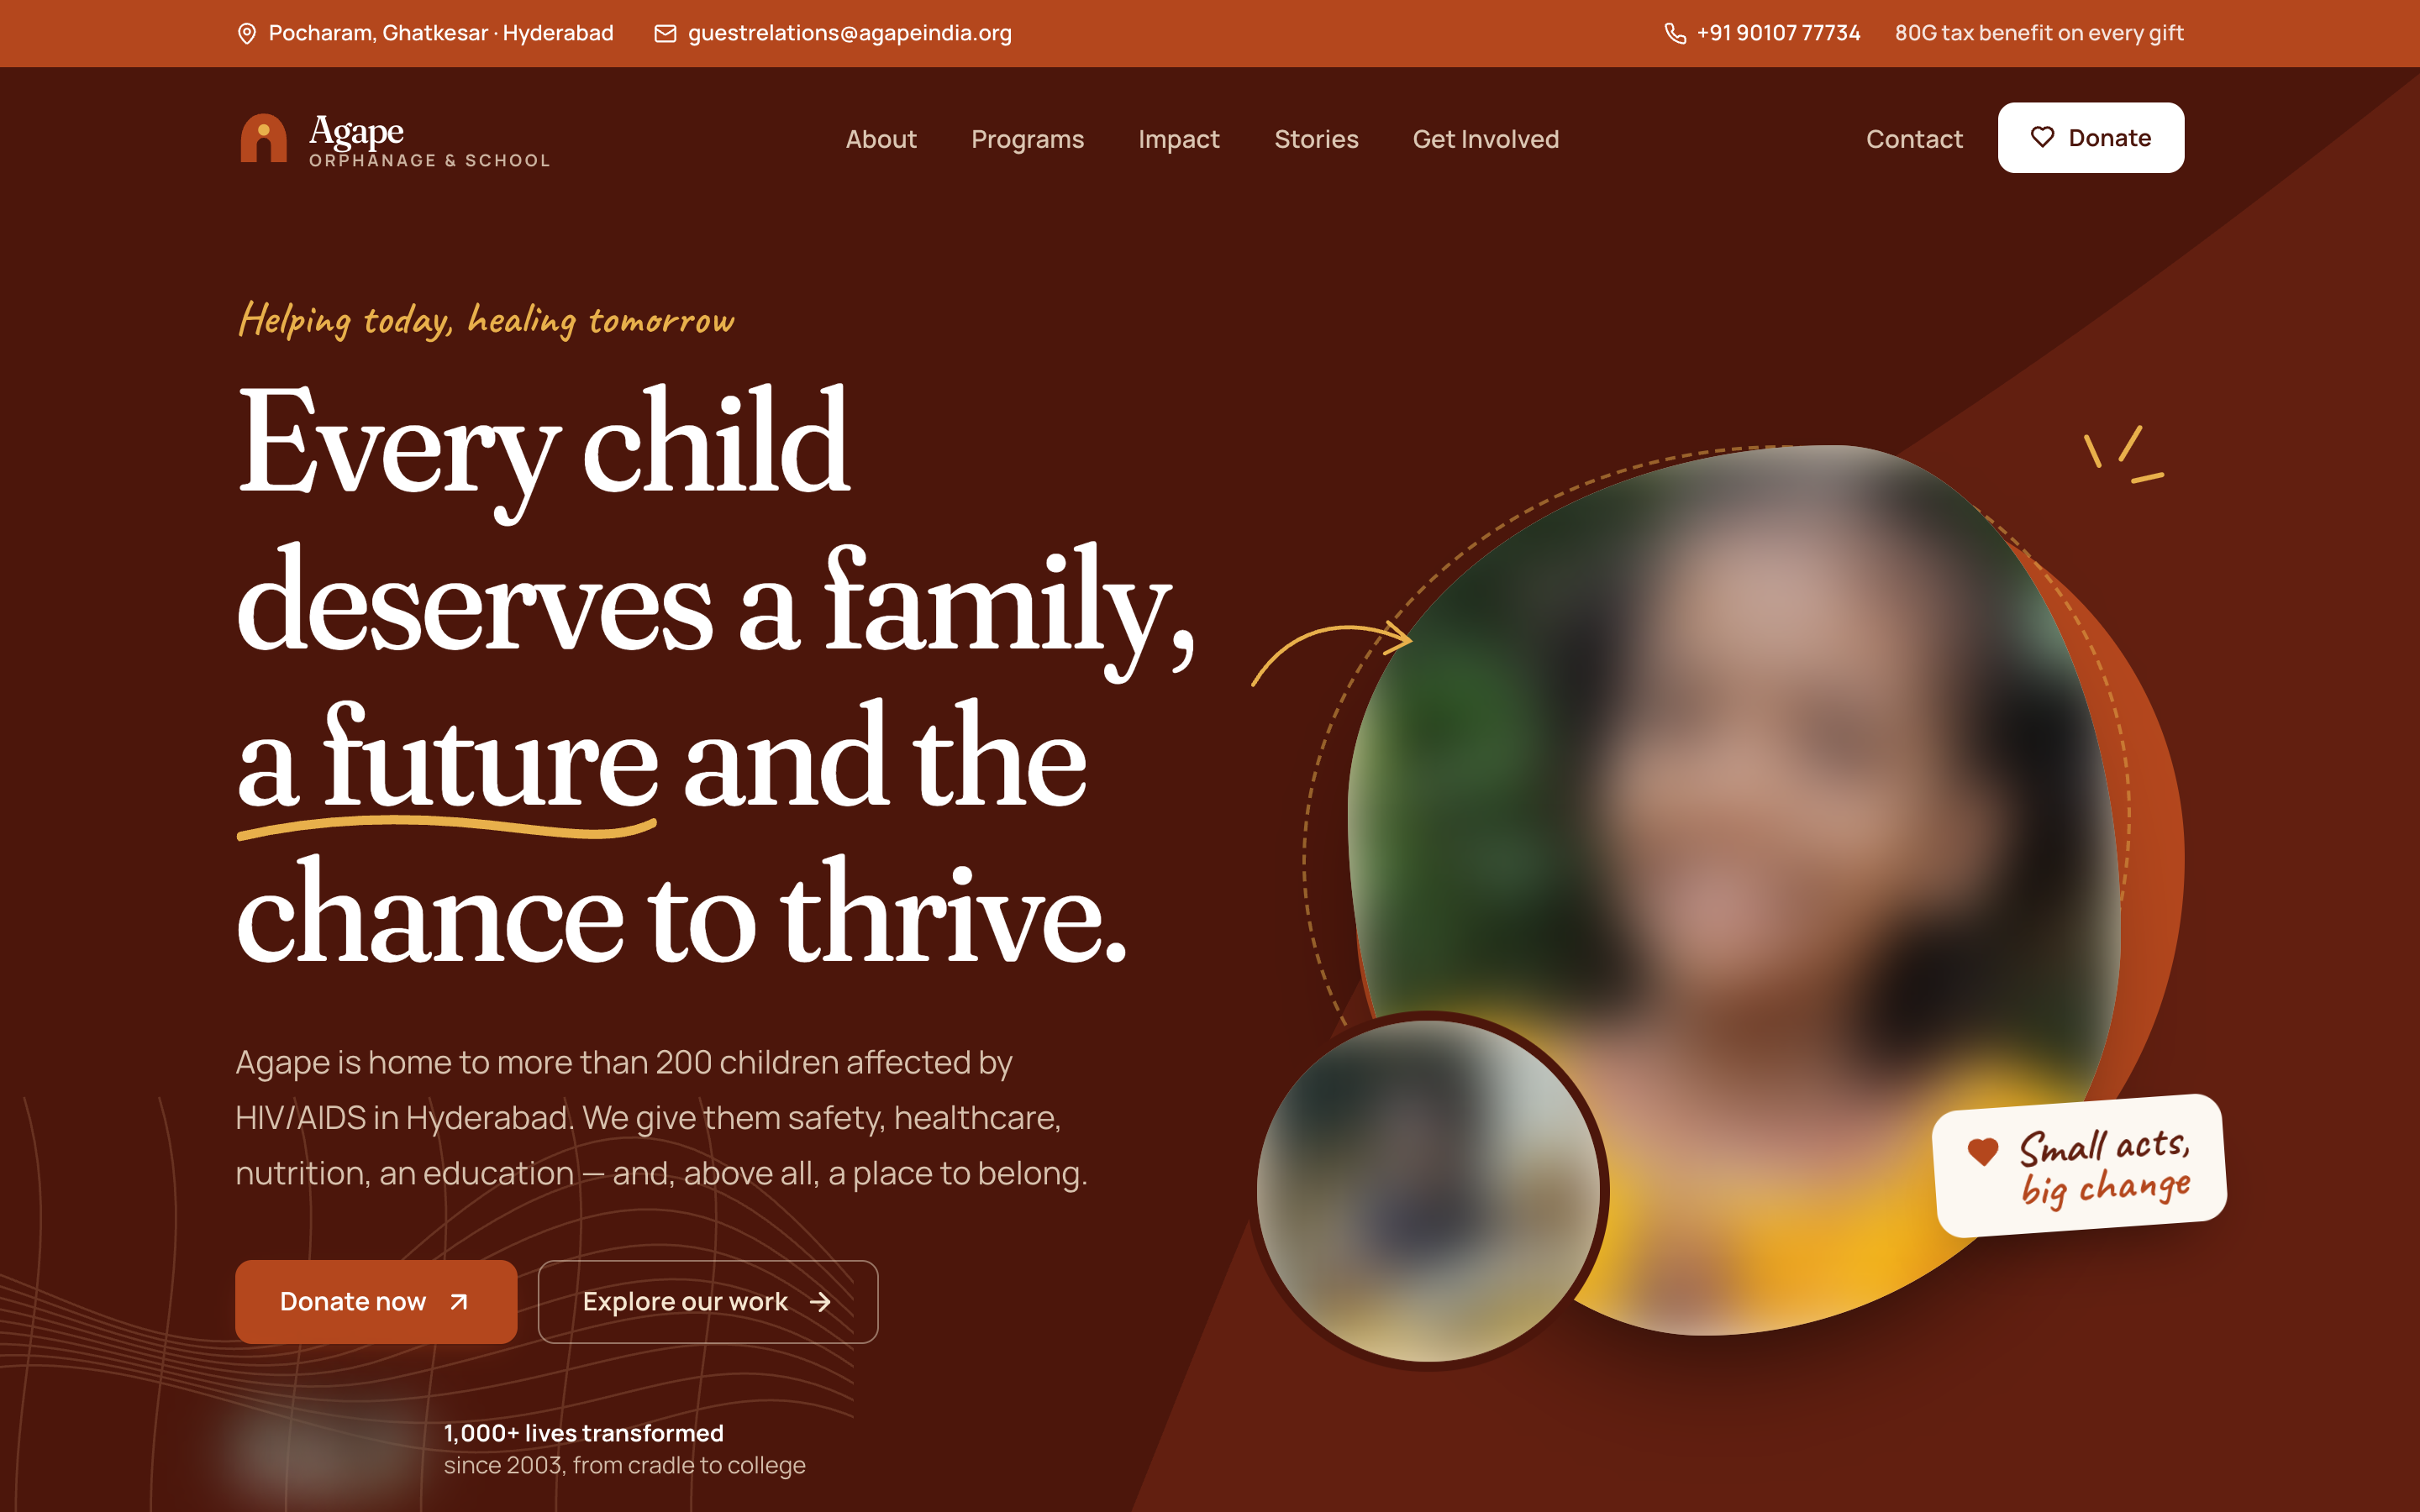 Pocharam, Ghatkesar · Hyderabad
guestrelations@agapeindia.org
+91 90107 77734
80G tax benefit on every gift
Agape
ORPHANAGE & SCHOOL
About
Programs
Impact
Stories
Get Involved
Contact
Donate
Helping today, healing tomorrow
Every child
deserves a family,
a future and the
chance to thrive.
Agape is home to more than 200 children affected by
HIV/AIDS in Hyderabad. We give them safety, healthcare,
nutrition, an education — and, above all, a place to belong.
Donate now
Explore our work
Small acts,
big change
1,000+ lives transformed
since 2003, from cradle to college